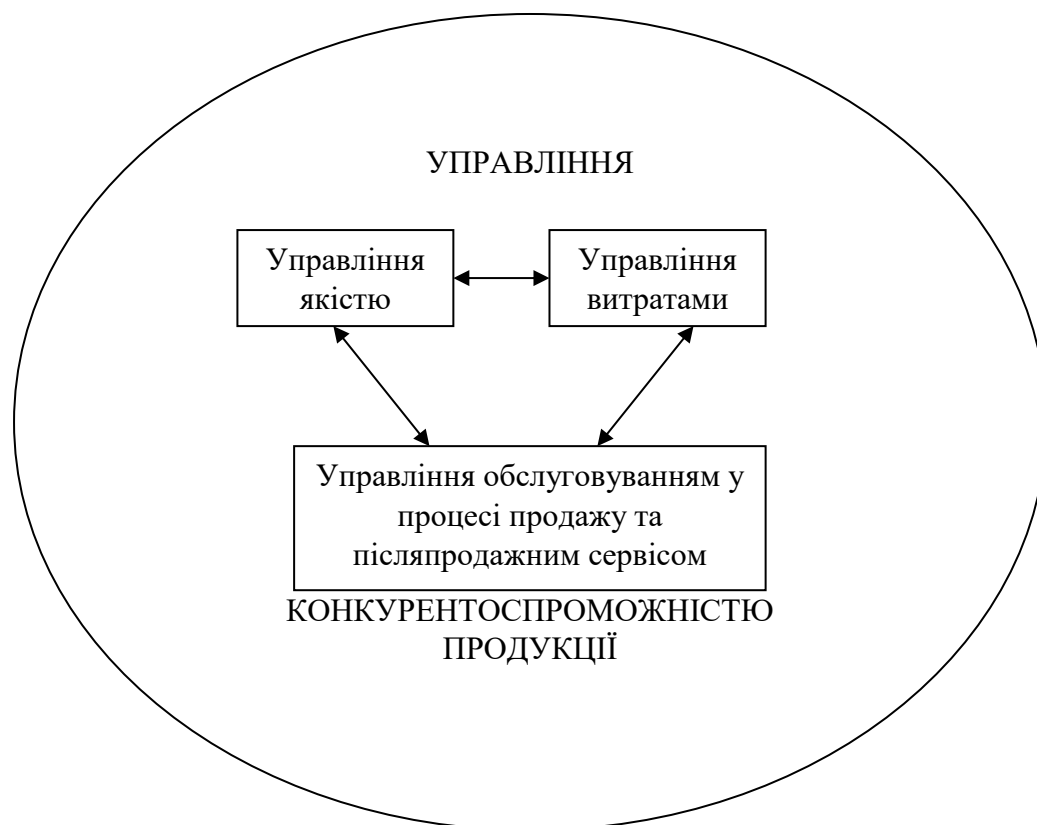 УПРАВЛІННЯ
Управління
якістю
Управління
витратами
Управління обслуговуванням у
процесі продажу та
післяпродажним сервісом
КОНКУРЕНТОСПРОМОЖНІСТЮ
ПРОДУКЦІЇ